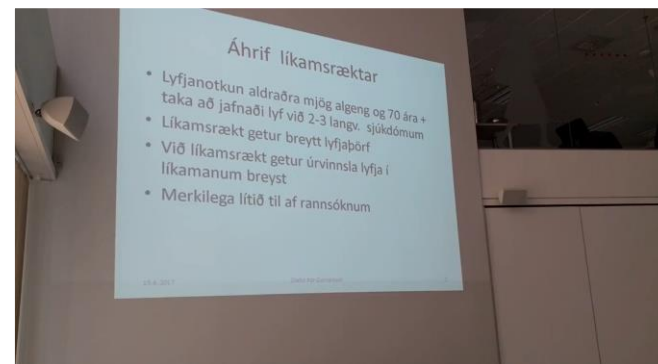 Áhrif líkamsræktar
• Lyfjanotkun aldraðra mjög algeng og 70 ára +
taka að jafnaði lyf við 2-3 langv. sjúkdómum
• Líkamsrækt getur breytt lyfjaþörf
• Við líkamsrækt getur úrvinnsla lyfja í
líkamanum breyst
• Merkilega lítið til af rannsóknum